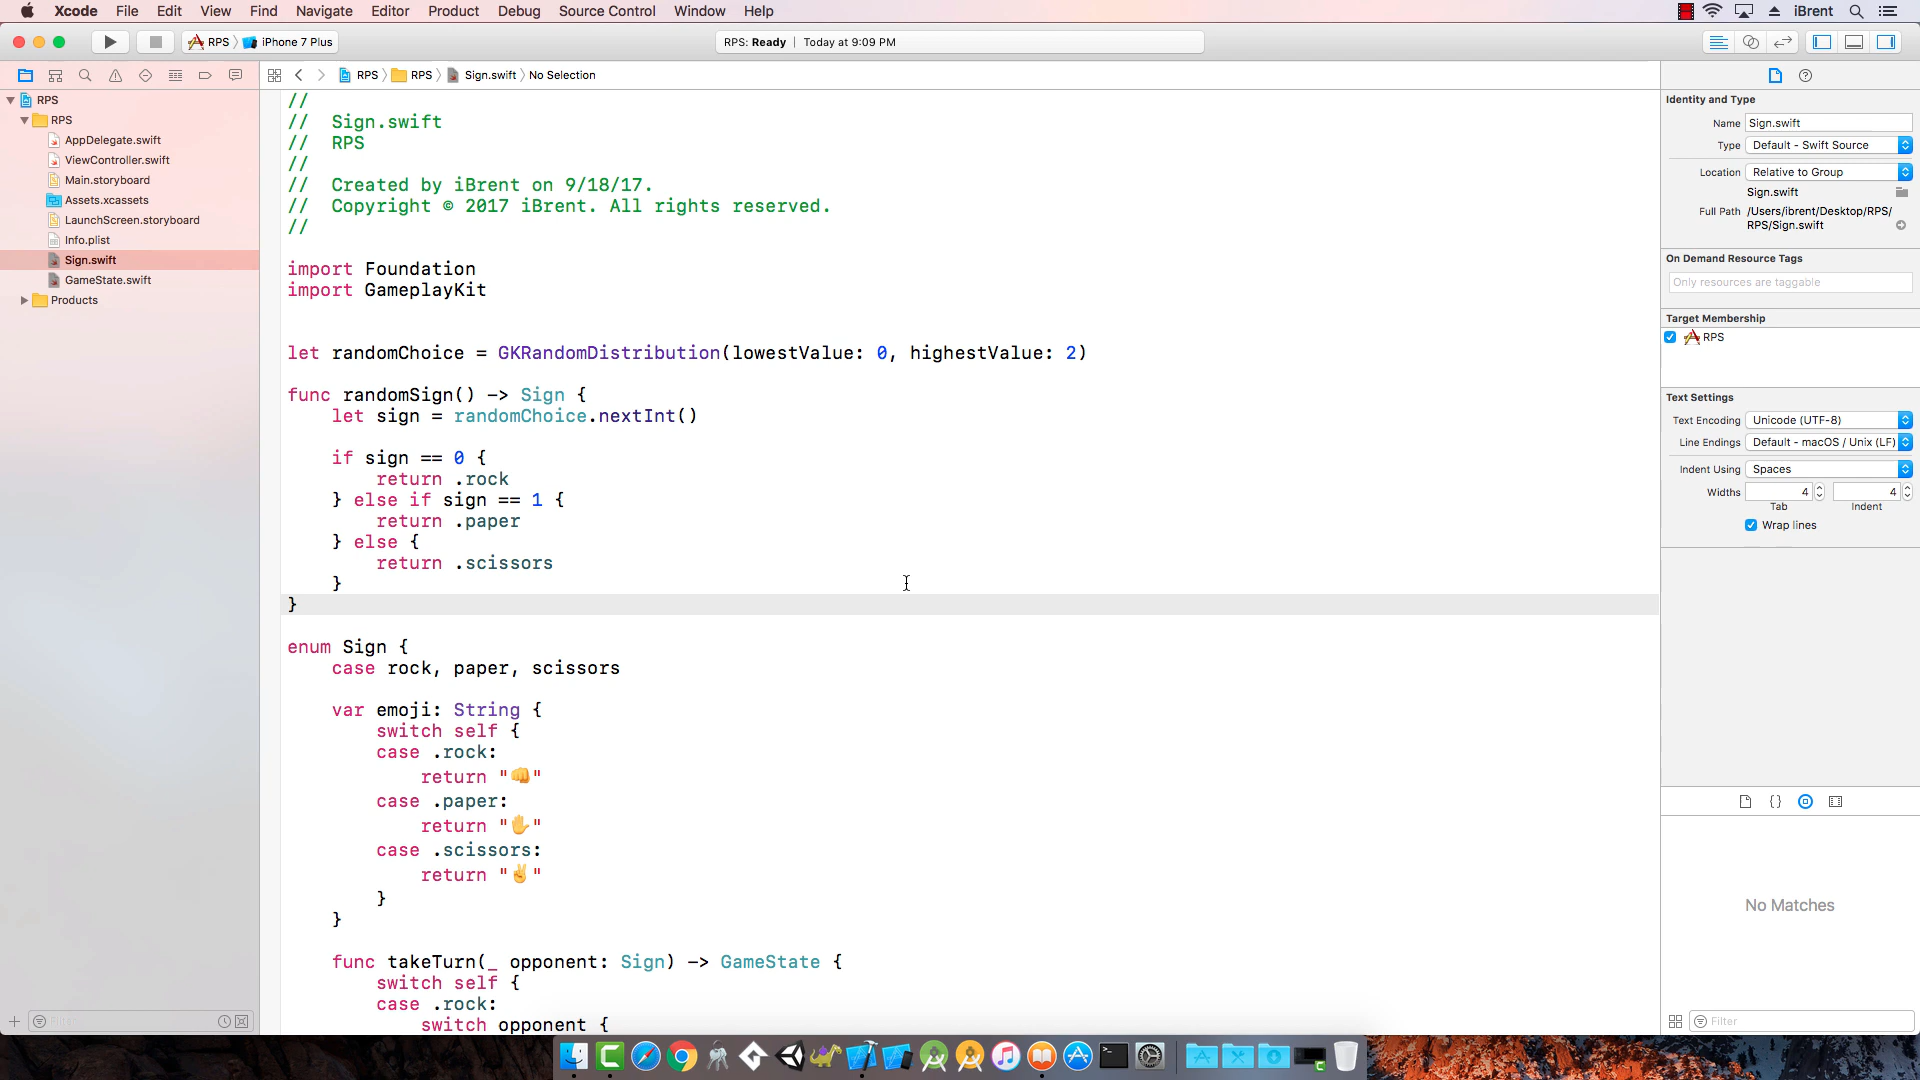 Xcode File Edit View Find Navigate Editor Product Debug Source Control Window Help iBrent
RPS iPhone 7 Plus RPS: Ready | Today at 9:09 PM
RPS RPS Sign.swift No Selection
RPS
RPS
AppDelegate.swift
ViewController.swift
Main.storyboard
Assets.xcassets
LaunchScreen.storyboard
Info.plist
Sign.swift
GameState.swift
Products
Filter
//
// Sign.swift
// RPS
//
// Created by iBrent on 9/18/17.
// Copyright © 2017 iBrent. All rights reserved.
//
import Foundation
import GameplayKit
let randomChoice = GKRandomDistribution(lowestValue: 0, highestValue: 2)
func randomSign() -> Sign {
let sign = randomChoice.nextInt()
if sign == 0 {
return .rock
} else if sign == 1 {
return .paper
} else {
return .scissors
}
}
enum Sign {
case rock, paper, scissors
var emoji: String {
switch self {
case .rock:
return "👊"
case .paper:
return "✋"
case .scissors:
return "✌️"
}
}
func takeTurn(_ opponent: Sign) -> GameState {
switch self {
case .rock:
switch opponent {
Identity and Type
Name Sign.swift
Type Default - Swift Source
Location Relative to Group
Sign.swift
Full Path /Users/ibrent/Desktop/RPS/
RPS/Sign.swift
On Demand Resource Tags
Only resources are taggable
Target Membership
RPS
Text Settings
Text Encoding Unicode (UTF-8)
Line Endings Default - macOS / Unix (LF)
Indent Using Spaces
Widths 4 4
Tab Indent
Wrap lines
{}
No Matches
Filter